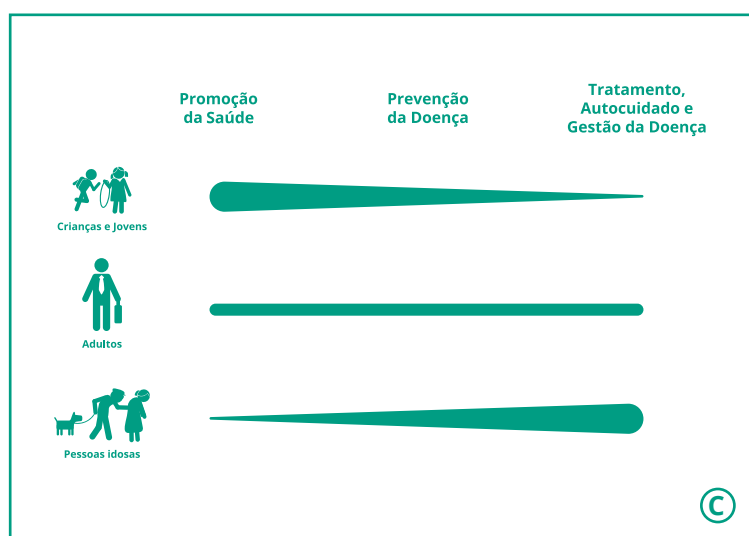 Promoção
da Saúde
Prevenção
da Doença
Tratamento,
Autocuidado e
Gestão da Doença
Crianças e Jovens
Adultos
Pessoas idosas
©